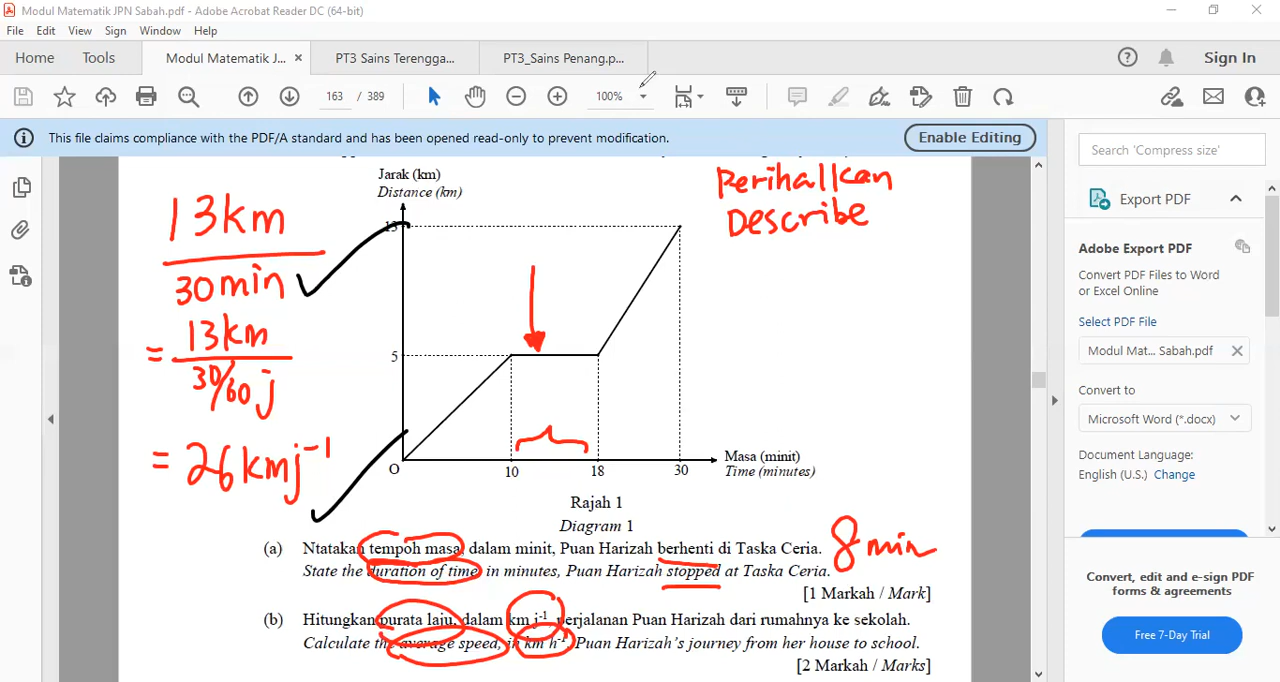 Modul Matematik JPN Sabah.pdf - Adobe Acrobat Reader DC (64-bit)
File Edit View Sign Window Help
Home Tools Modul Matematik J... × PT3 Sains Terengga... PT3_Sains Penang.p... Sign In
163 / 389 100%
This file claims compliance with the PDF/A standard and has been opened read-only to prevent modification. Enable Editing
Search 'Compress size'
Export PDF
Adobe Export PDF
Convert PDF Files to Word
or Excel Online
Select PDF File
Modul Mat... Sabah.pdf
Convert to
Microsoft Word (*.docx)
Document Language:
English (U.S.) Change
Convert, edit and e-sign PDF
forms & agreements
Free 7-Day Trial
Jarak (km)
Distance (km)
Perihalkan
Describe
13km
30min
= 13km
30/60 j
= 26kmj⁻¹
5
O 10 18 30
Masa (minit)
Time (minutes)
Rajah 1
Diagram 1
(a) Ntatakan tempoh masa, dalam minit, Puan Harizah berhenti di Taska Ceria.
State the duration of time, in minutes, Puan Harizah stopped at Taska Ceria.
8 min
[1 Markah / Mark]
(b) Hitungkan purata laju, dalam km j⁻¹, perjalanan Puan Harizah dari rumahnya ke sekolah.
Calculate the average speed, in km h⁻¹, Puan Harizah's journey from her house to school.
[2 Markah / Marks]